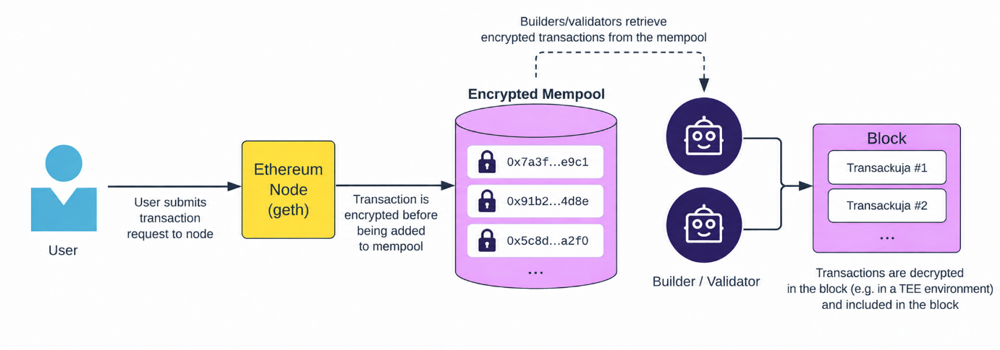 Builders/validators retrieve
encrypted transactions from the mempool
Encrypted Mempool
0x7a3f...e9c1
0x91b2...4d8e
0x5c8d...a2f0
...
User
User submits
transaction
request to node
Ethereum
Node
(geth)
Transaction is
encrypted before
being added
to mempool
Builder / Validator
Block
Transackuja #1
Transackuja #2
...
Transactions are decrypted
in the block (e.g. in a TEE environment)
and included in the block